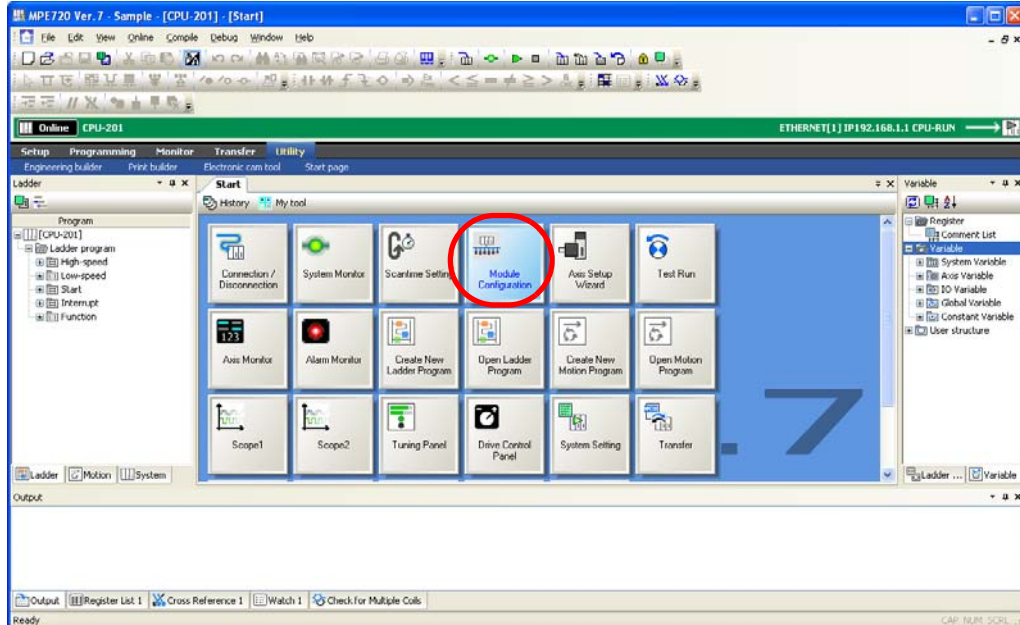 MPE720 Ver. 7 - Sample - [CPU-201] - [Start]
File Edit View Online Compile Debug Window Help
Online CPU-201 ETHERNET[1] IP192.168.1.1 CPU-RUN
Setup Programming Monitor Transfer Utility
Engineering builder Print builder Electronic cam tool Start page
Ladder
Program
[CPU-201]
Ladder program
High-speed
Low-speed
Start
Interrupt
Function
Ladder Motion System
Start
History My tool
Connection / Disconnection
System Monitor
Scantime Setting
Module Configuration
Axis Setup Wizard
Test Run
123
Axis Monitor
Alarm Monitor
Create New Ladder Program
Open Ladder Program
Create New Motion Program
Open Motion Program
Scope1
Scope2
Tuning Panel
Drive Control Panel
System Setting
Transfer
.7
Variable
Register
Comment List
Variable
System Variable
Axis Variable
IO Variable
Global Variable
Constant Variable
User structure
Ladder ... Variable
Output
Output Register List 1 Cross Reference 1 Watch 1 Check for Multiple Coils
Ready CAP NUM SCRL